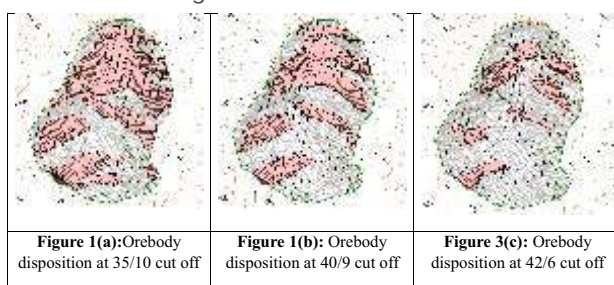 Figure 1(a):Orebody
disposition at 35/10 cut off
Figure 1(b): Orebody
disposition at 40/9 cut off
Figure 3(c): Orebody
disposition at 42/6 cut off